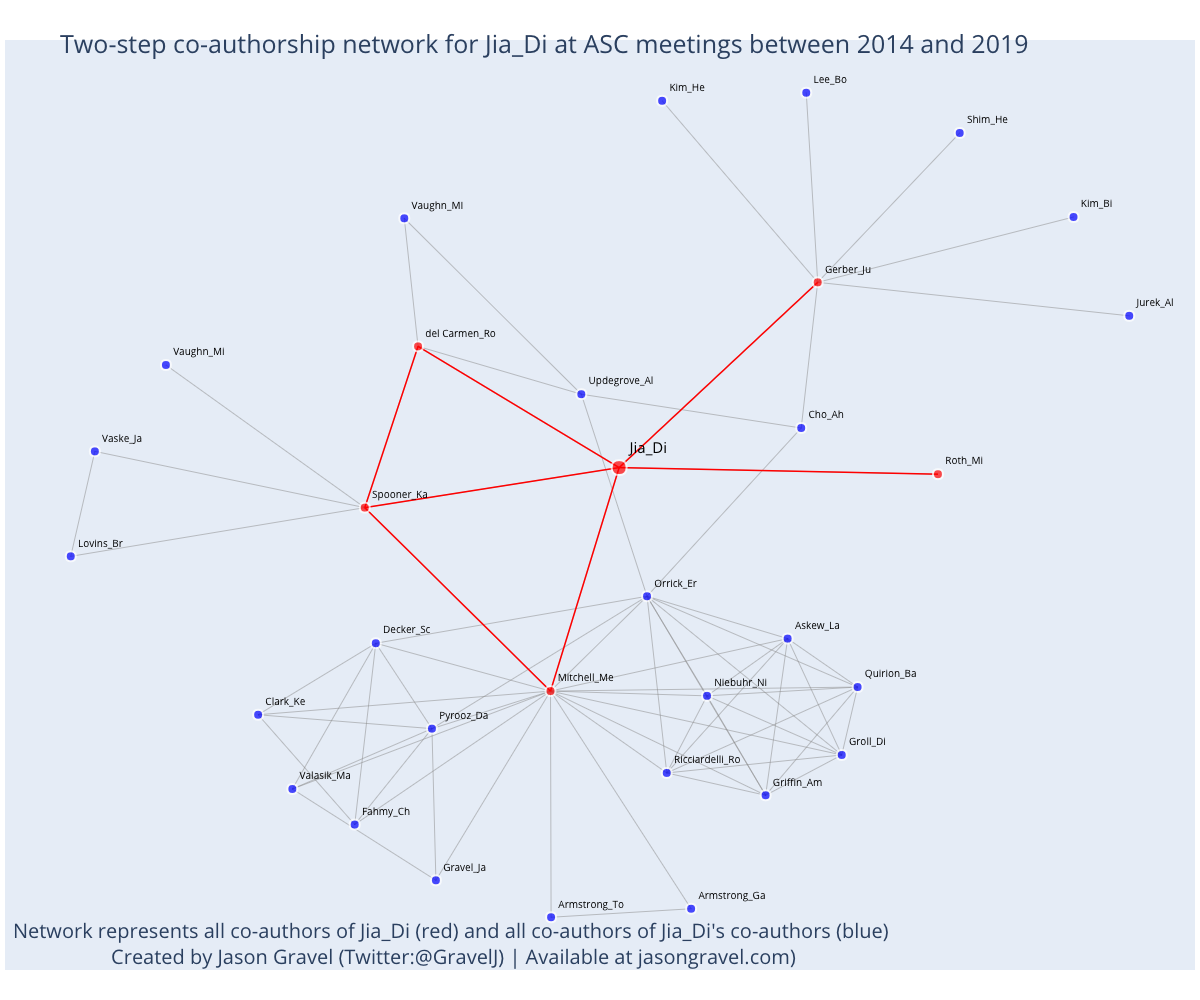 Two-step co-authorship network for Jia_Di at ASC meetings between 2014 and 2019
Kim_He
Lee_Bo
Shim_He
Vaughn_MI
Kim_Bi
Gerber_Ju
Jurek_Al
del Carmen_Ro
Vaughn_Mi
Updegrove_Al
Cho_Ah
Vaske_Ja
Jia_Di
Roth_Mi
Spooner_Ka
Lovins_Br
Orrick_Er
Decker_Sc
Askew_La
Mitchell_Me
Quirion_Ba
Niebuhr_Ni
Clark_Ke
Pyrooz_Da
Groll_Di
Ricciardelli_Ro
Valasik_Ma
Griffin_Am
Fahmy_Ch
Gravel_Ja
Armstrong_To
Armstrong_Ga
Network represents all co-authors of Jia_Di (red) and all co-authors of Jia_Di's co-authors (blue)
Created by Jason Gravel (Twitter:@GravelJ) | Available at jasongravel.com)